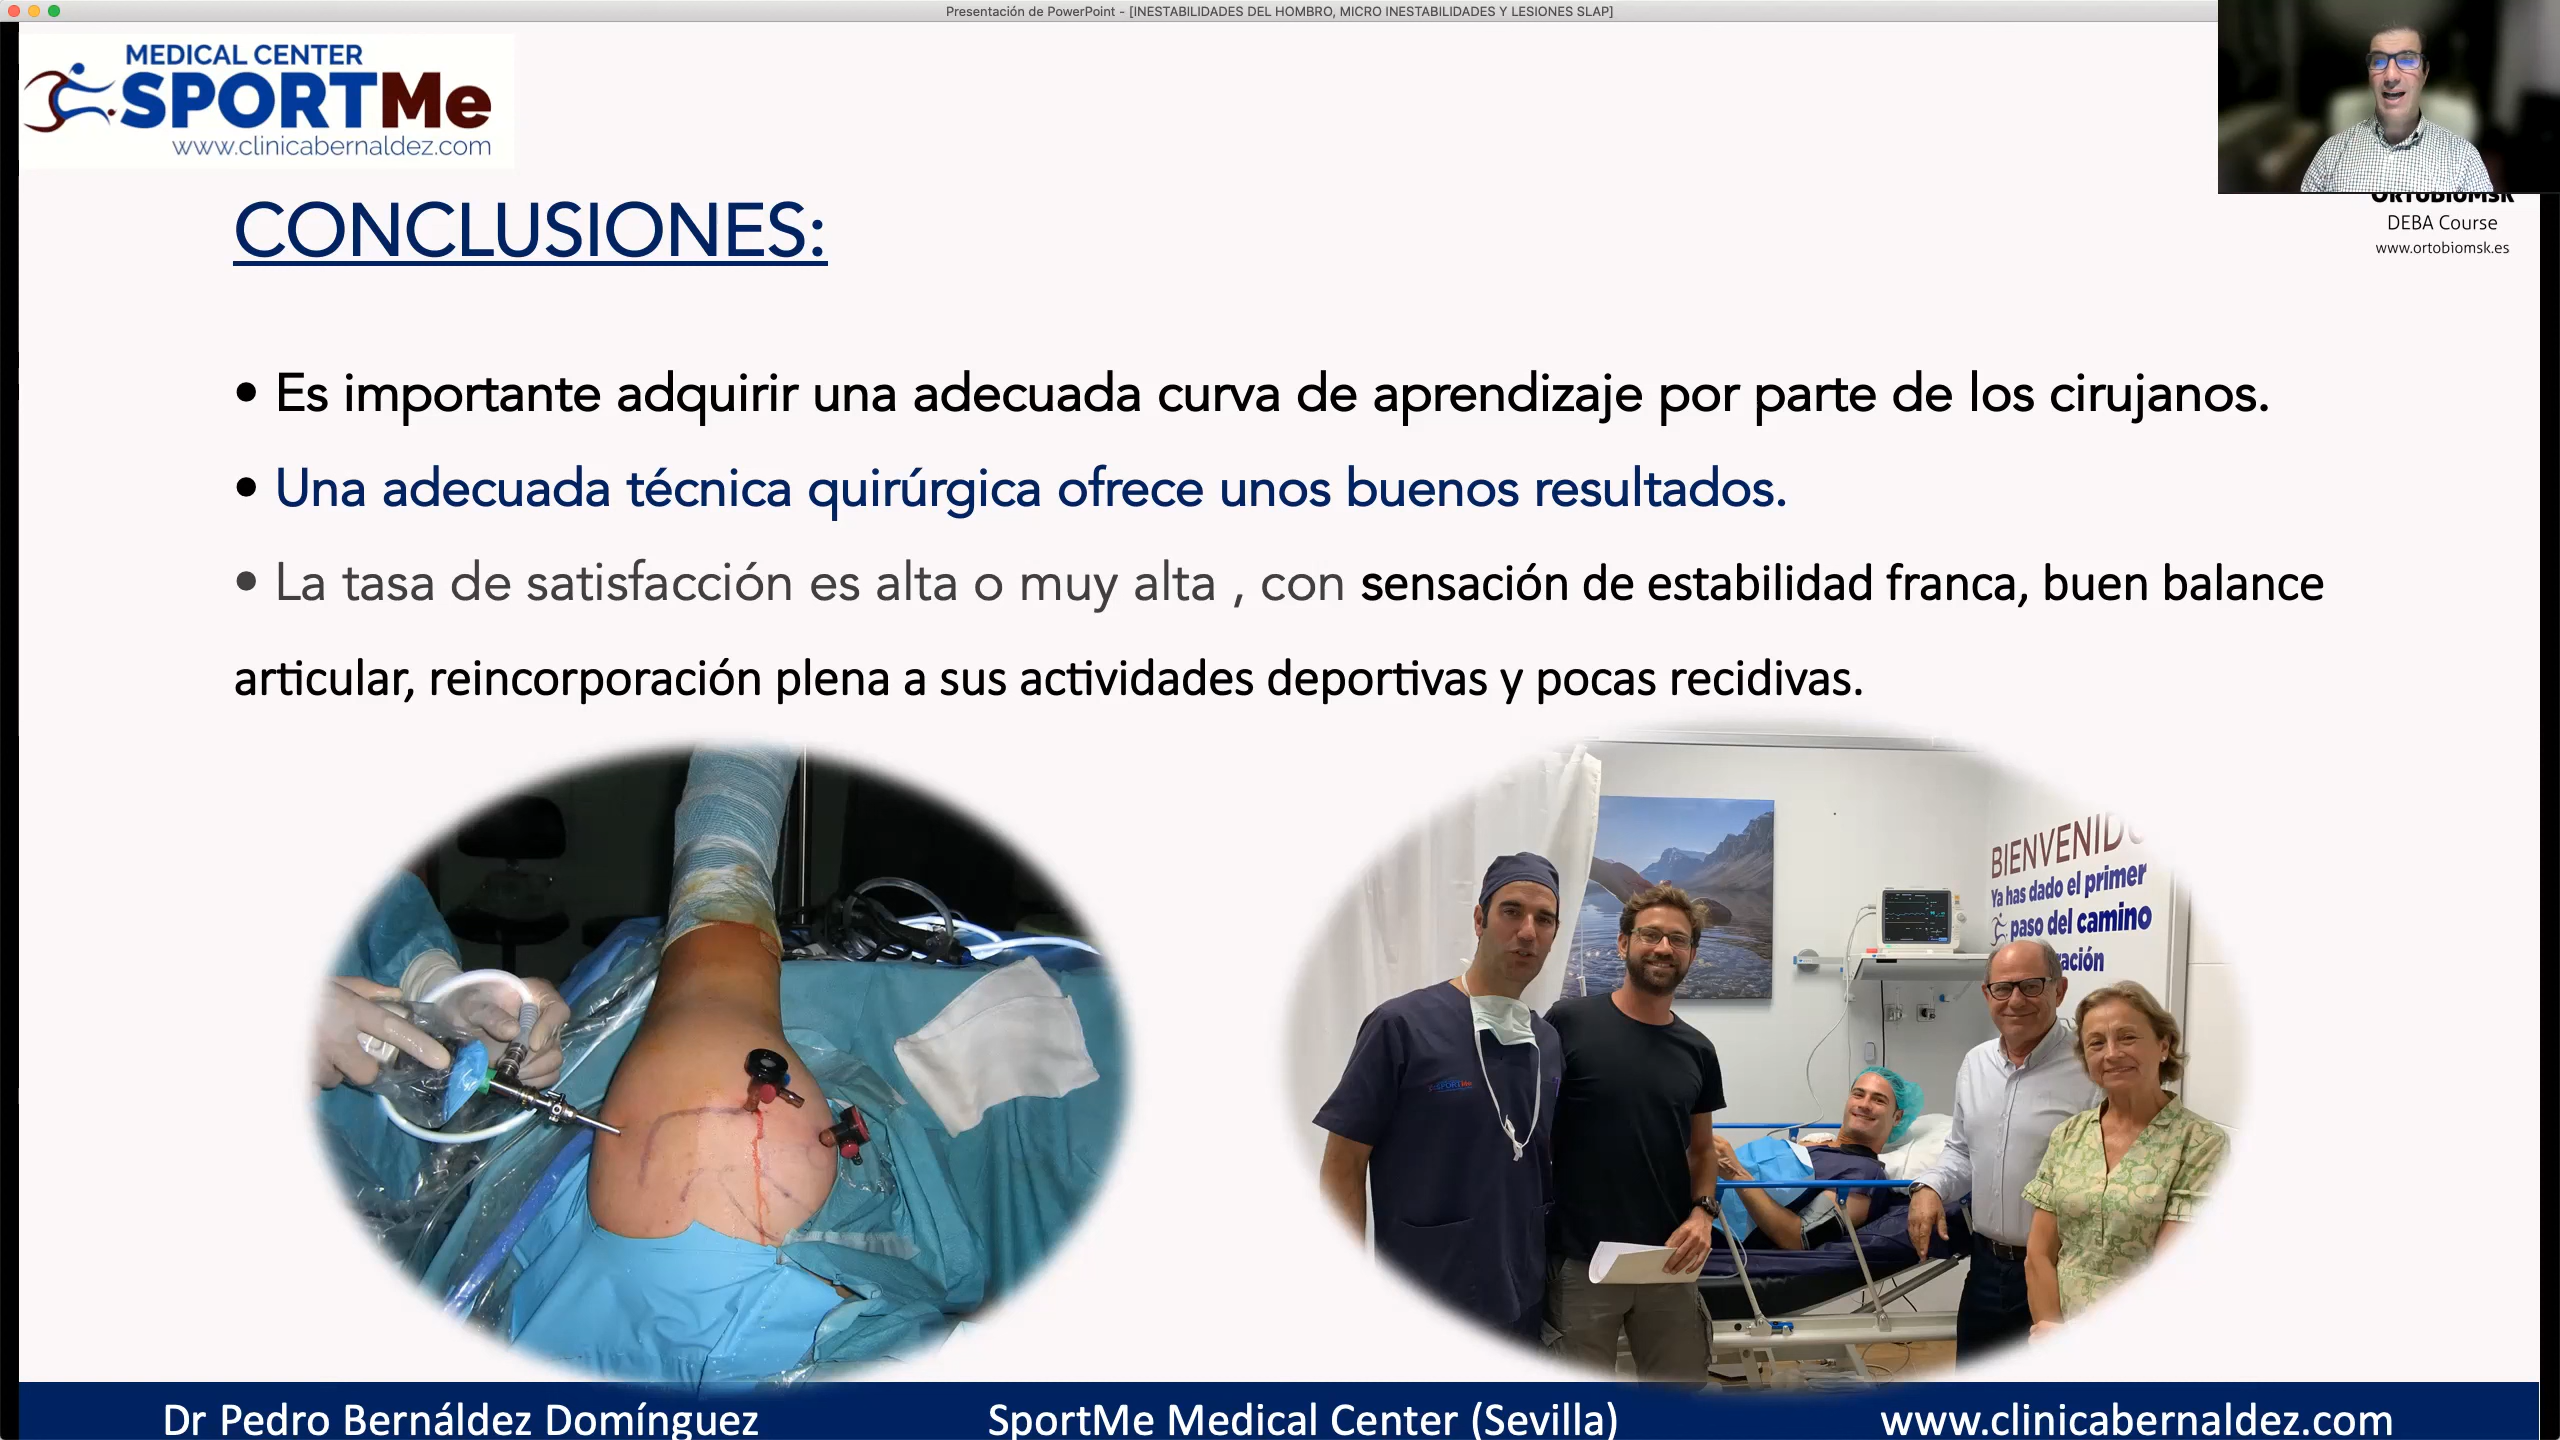 Presentación de PowerPoint - [INESTABILIDADES DEL HOMBRO, MICRO INESTABILIDADES Y LESIONES SLAP]
MEDICAL CENTER
SPORTMe
www.clinicabernaldez.com
ORTOBIOMSK
DEBA Course
www.ortobiomsk.es
CONCLUSIONES:
• Es importante adquirir una adecuada curva de aprendizaje por parte de los cirujanos.
• Una adecuada técnica quirúrgica ofrece unos buenos resultados.
• La tasa de satisfacción es alta o muy alta , con sensación de estabilidad franca, buen balance
articular, reincorporación plena a sus actividades deportivas y pocas recidivas.
BIENVENIDO
Ya has dado el primer
paso del camino
ación
SPORTMe
Dr Pedro Bernáldez Domínguez
SportMe Medical Center (Sevilla)
www.clinicabernaldez.com